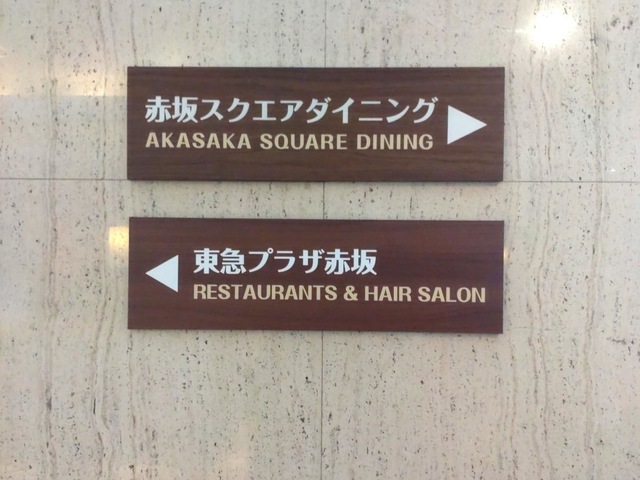 赤坂スクエアダイニング
AKASAKA SQUARE DINING
東急プラザ赤坂
RESTAURANTS & HAIR SALON